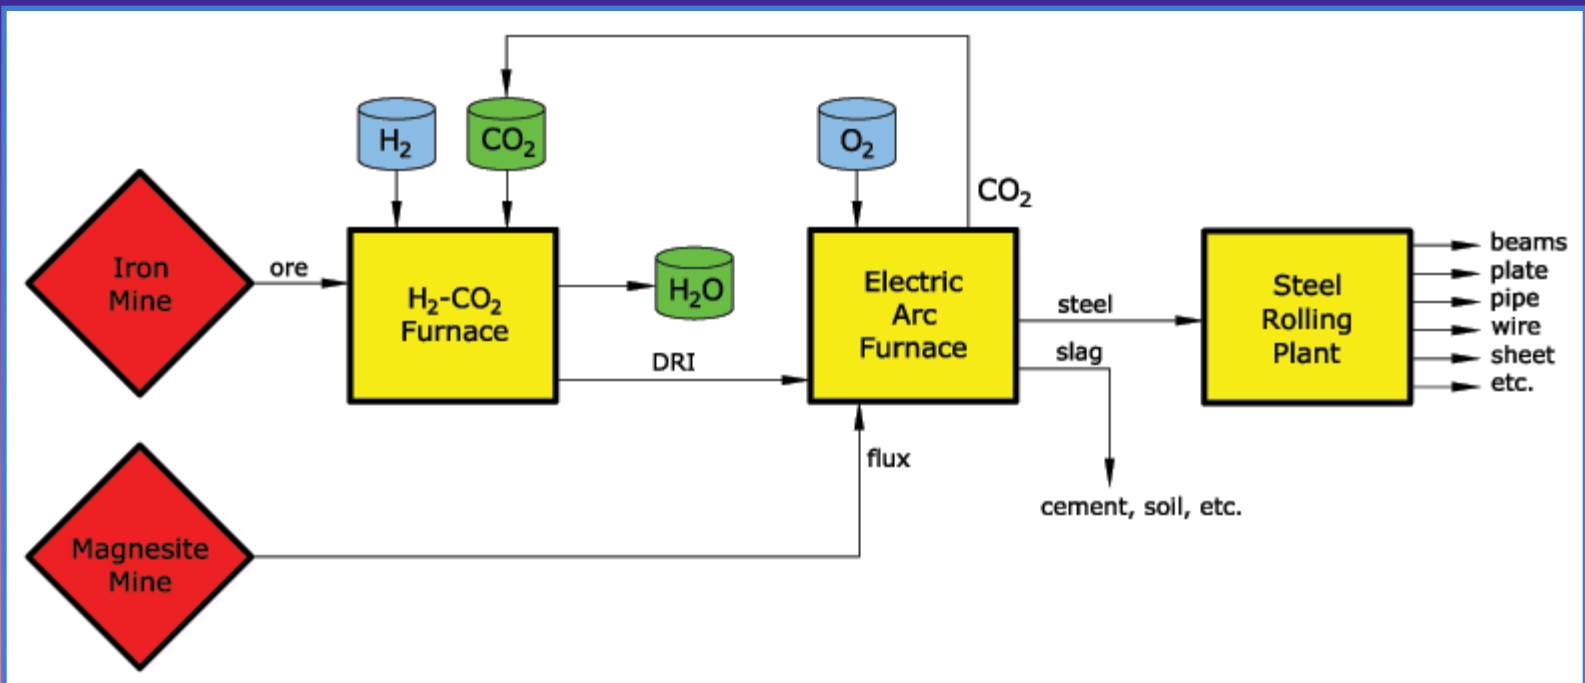 H₂
CO₂
O₂
CO₂
Iron
Mine
ore
H₂-CO₂
Furnace
H₂O
DRI
Electric
Arc
Furnace
steel
slag
Steel
Rolling
Plant
beams
plate
pipe
wire
sheet
etc.
flux
cement, soil, etc.
Magnesite
Mine